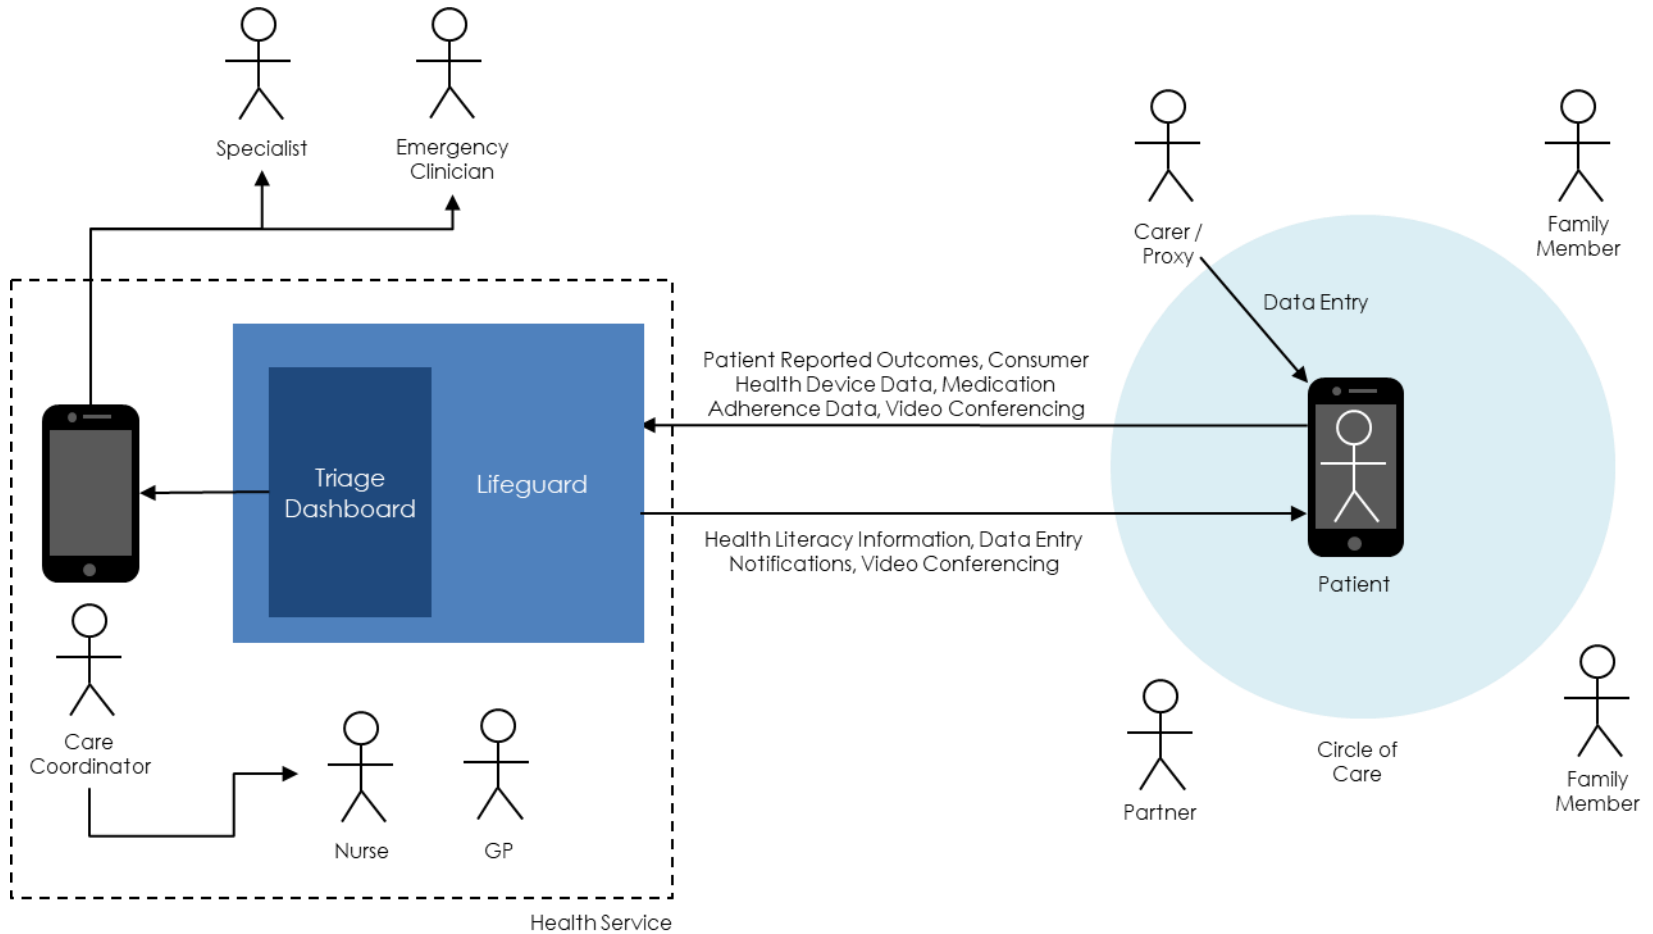 Specialist
Emergency
Clinician
Carer /
Proxy
Family
Member
Data Entry
Patient Reported Outcomes, Consumer
Health Device Data, Medication
Adherence Data, Video Conferencing
Triage
Dashboard
Lifeguard
Health Literacy Information, Data Entry
Notifications, Video Conferencing
Patient
Care
Coordinator
Nurse
GP
Partner
Circle of
Care
Family
Member
Health Service